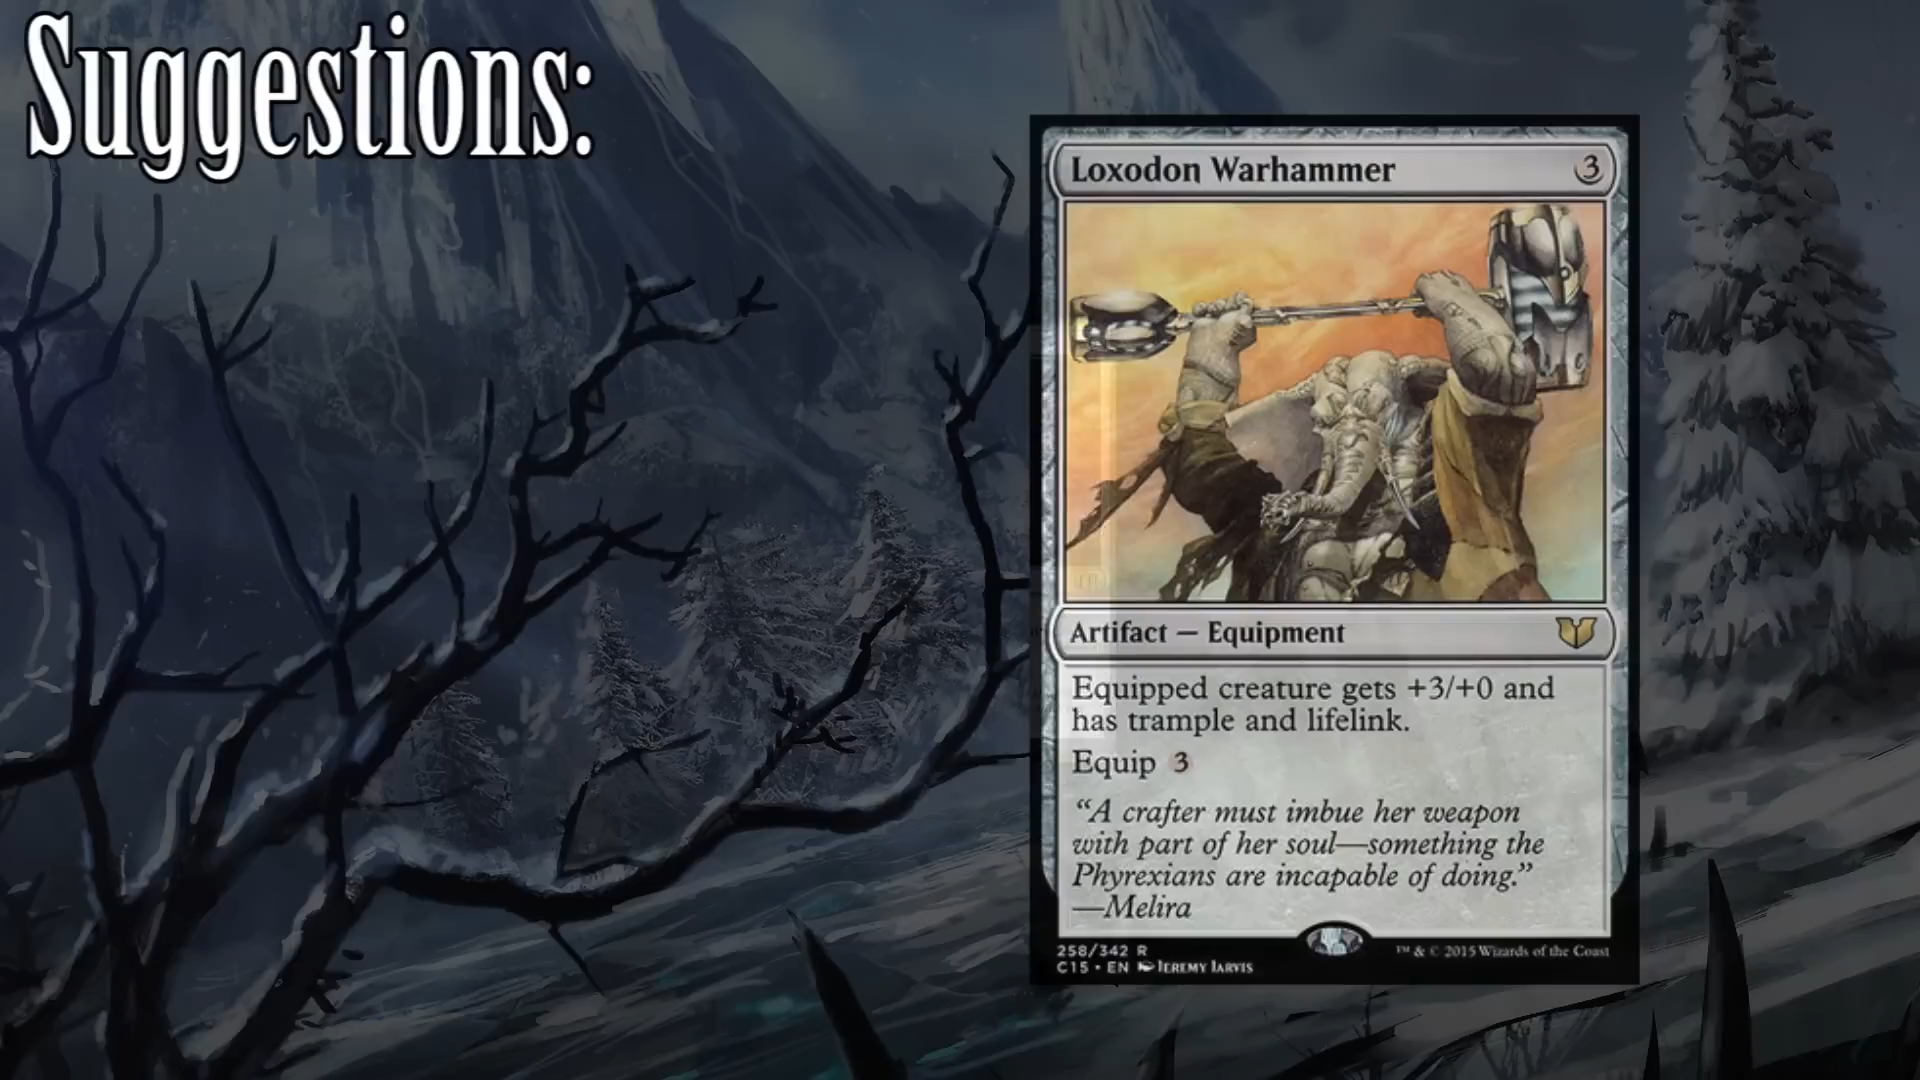 Suggestions:
Loxodon Warhammer 3
Artifact — Equipment
Equipped creature gets +3/+0 and
has trample and lifelink.
Equip 3
“A crafter must imbue her weapon
with part of her soul—something the
Phyrexians are incapable of doing.”
—Melira
258/342 R
C15 • EN Jeremy Jarvis
™ & © 2015 Wizards of the Coast